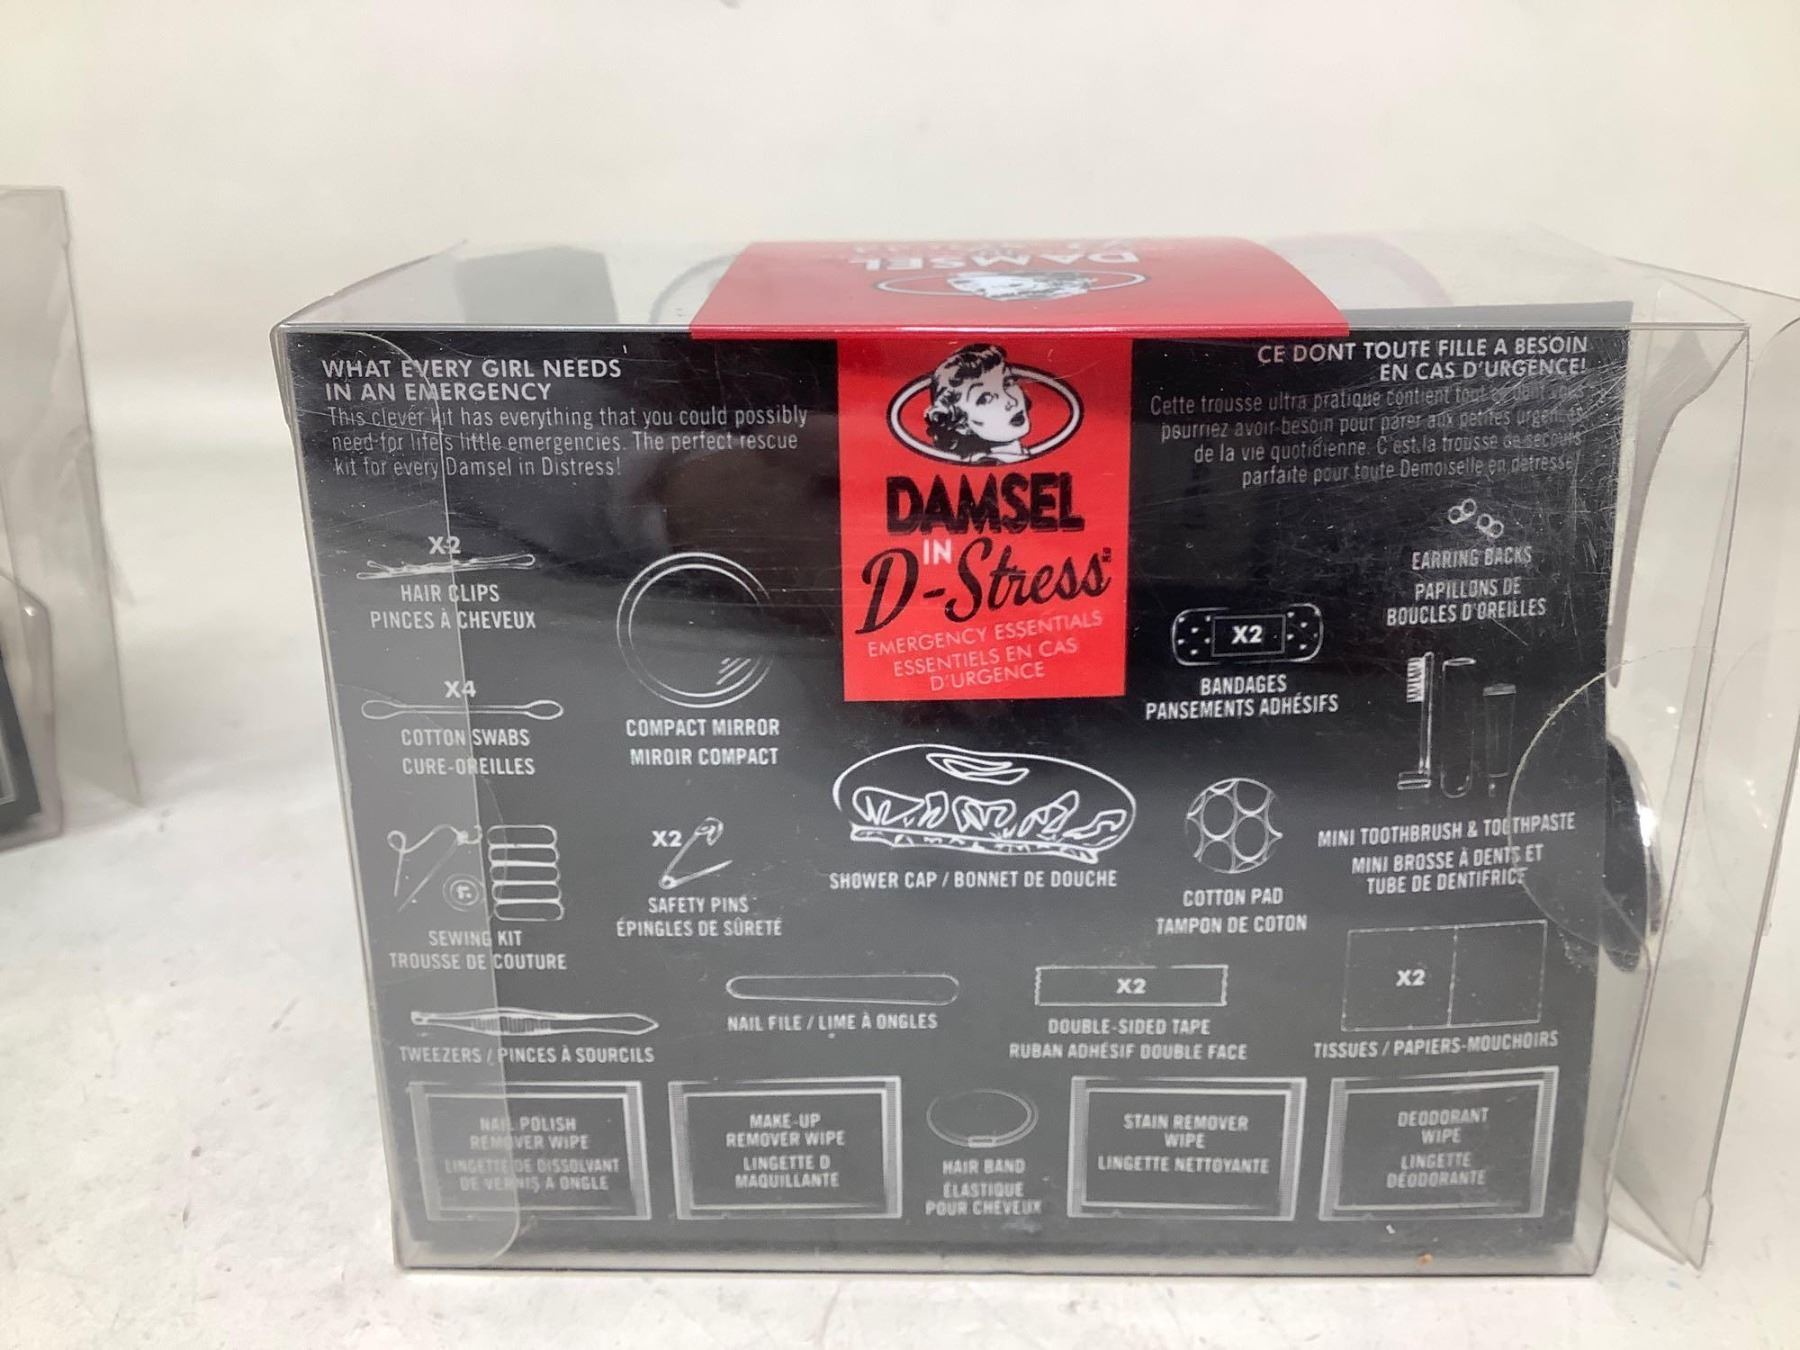 DAMSEL
WHAT EVERY GIRL NEEDS
IN AN EMERGENCY
This clever kit has everything that you could possibly
need for life's little emergencies. The perfect rescue
kit for every Damsel in Distress!
DAMSEL
IN
D-Stress
EMERGENCY ESSENTIALS
ESSENTIELS EN CAS
D'URGENCE
CE DONT TOUTE FILLE A BESOIN
EN CAS D'URGENCE!
Cette trousse ultra pratique contient tout ce dont vous
pourriez avoir besoin pour parer aux petites urgences
de la vie quotidienne. C'est la trousse de secours
parfaite pour toute Demoiselle en détresse!
X2
HAIR CLIPS
PINCES À CHEVEUX
X4
COTTON SWABS
CURE-OREILLES
SEWING KIT
TROUSSE DE COUTURE
TWEEZERS / PINCES À SOURCILS
COMPACT MIRROR
MIROIR COMPACT
X2
SAFETY PINS
ÉPINGLES DE SÛRETÉ
SHOWER CAP / BONNET DE DOUCHE
NAIL FILE / LIME À ONGLES
X2
BANDAGES
PANSEMENTS ADHÉSIFS
EARRING BACKS
PAPILLONS DE
BOUCLES D'OREILLES
COTTON PAD
TAMPON DE COTON
MINI TOOTHBRUSH & TOOTHPASTE
MINI BROSSE À DENTS ET
TUBE DE DENTIFRICE
X2
DOUBLE-SIDED TAPE
RUBAN ADHÉSIF DOUBLE FACE
X2
TISSUES / PAPIERS-MOUCHOIRS
NAIL POLISH
REMOVER WIPE
LINGETTE DE DISSOLVANT
DE VERNIS A ONGLE
MAKE-UP
REMOVER WIPE
LINGETTE D
MAQUILLANTE
HAIR BAND
ÉLASTIQUE
POUR CHEVEUX
STAIN REMOVER
WIPE
LINGETTE NETTOYANTE
DEODORANT
WIPE
LINGETTE
DÉODORANTE